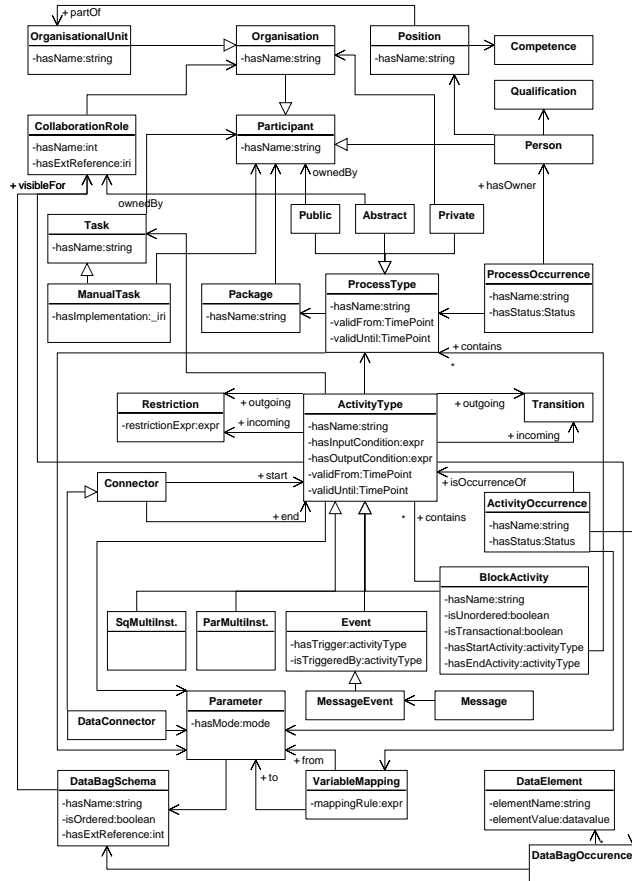 + partOf
OrganisationalUnit
-hasName:string
Organisation
-hasName:string
Position
-hasName:string
Competence
Qualification
CollaborationRole
-hasName:int
-hasExtReference:iri
Participant
-hasName:string
Person
+ visibleFor
ownedBy
ownedBy
+ hasOwner
Task
-hasName:string
Public
Abstract
Private
ManualTask
-hasImplementation:_iri
Package
-hasName:string
ProcessType
-hasName:string
-validFrom:TimePoint
-validUntil:TimePoint
ProcessOccurrence
-hasName:string
-hasStatus:Status
+ contains
*
Restriction
-restrictionExpr:expr
+ outgoing
+ incoming
ActivityType
-hasName:string
-hasInputCondition:expr
-hasOutputCondition:expr
-validFrom:TimePoint
-validUntil:TimePoint
+ outgoing
+ incoming
Transition
Connector
+ start
+ end
+ isOccurrenceOf
ActivityOccurrence
-hasName:string
-hasStatus:Status
* + contains
BlockActivity
-hasName:string
-isUnordered:boolean
-isTransactional:boolean
-hasStartActivity:activityType
-hasEndActivity:activityType
SqMultiInst.
ParMultiInst.
Event
-hasTrigger:activityType
-isTriggeredBy:activityType
MessageEvent
Message
Parameter
-hasMode:mode
DataConnector
+ from
+ to
VariableMapping
-mappingRule:expr
DataBagSchema
-hasName:string
-isOrdered:boolean
-hasExtReference:int
DataElement
-elementName:string
-elementValue:datavalue
*
DataBagOccurence